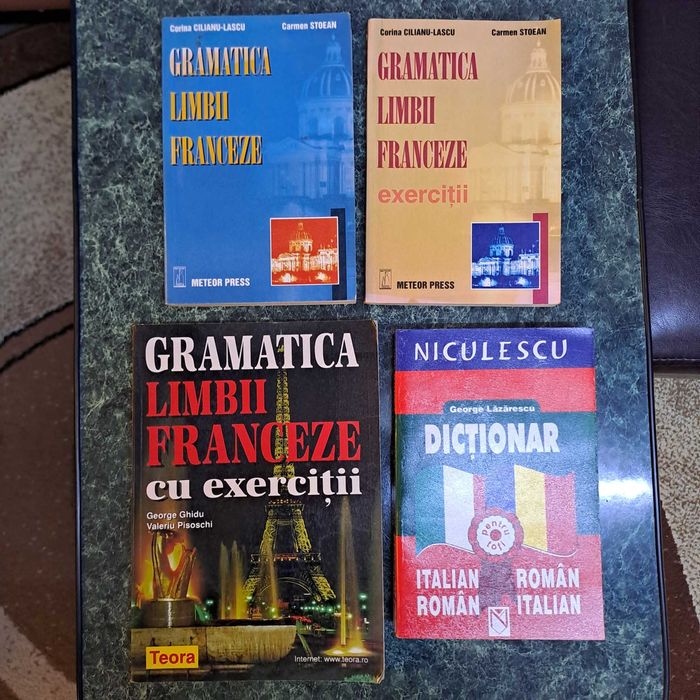 Corina CILIANU-LASCU Carmen STOEAN
GRAMATICA
LIMBII
FRANCEZE
METEOR PRESS
Corina CILIANU-LASCU Carmen STOEAN
GRAMATICA
LIMBII
FRANCEZE
exerciții
METEOR PRESS
GRAMATICA
LIMBII
FRANCEZE
cu exerciții
George Ghidu
Valeriu Pisoschi
Teora
Internet: www.teora.ro
NICULESCU
George Lăzărescu
DICȚIONAR
pentru
toți
ITALIAN ROMÂN
ROMÂN ITALIAN